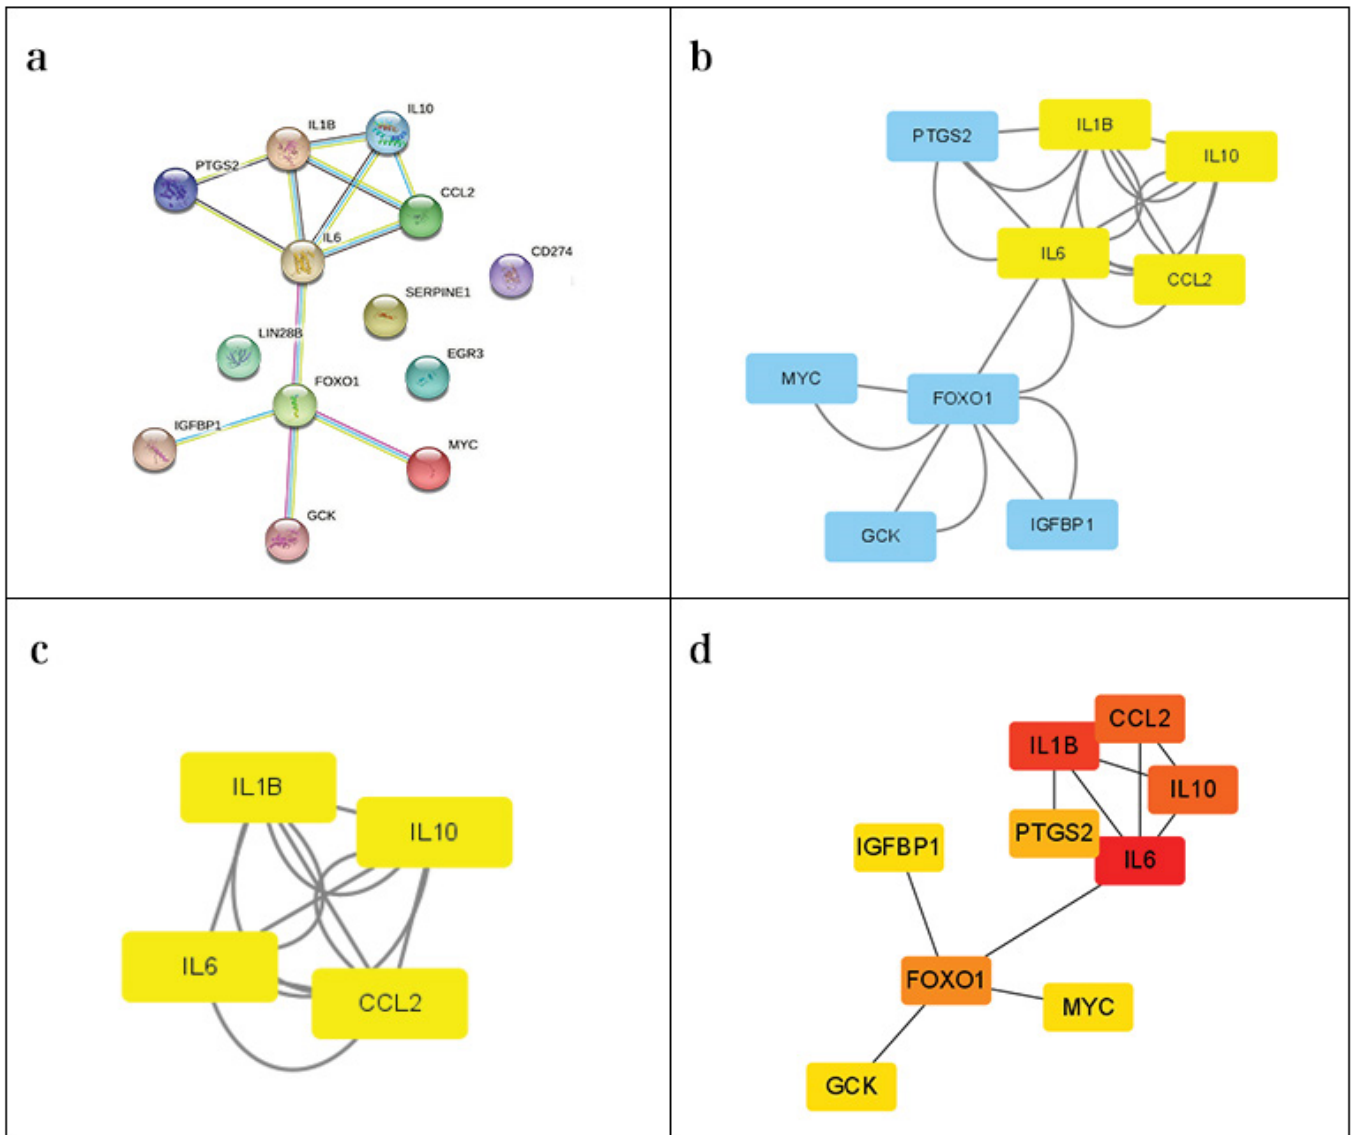 a
IL10
IL1B
PTGS2
CCL2
IL6
CD274
SERPINE1
LIN28B
EGR3
FOXO1
IGFBP1
MYC
GCK
b
IL1B
PTGS2
IL10
IL6
CCL2
MYC
FOXO1
IGFBP1
GCK
c
IL1B
IL10
IL6
CCL2
d
CCL2
IL1B
IL10
PTGS2
IGFBP1
IL6
FOXO1
MYC
GCK